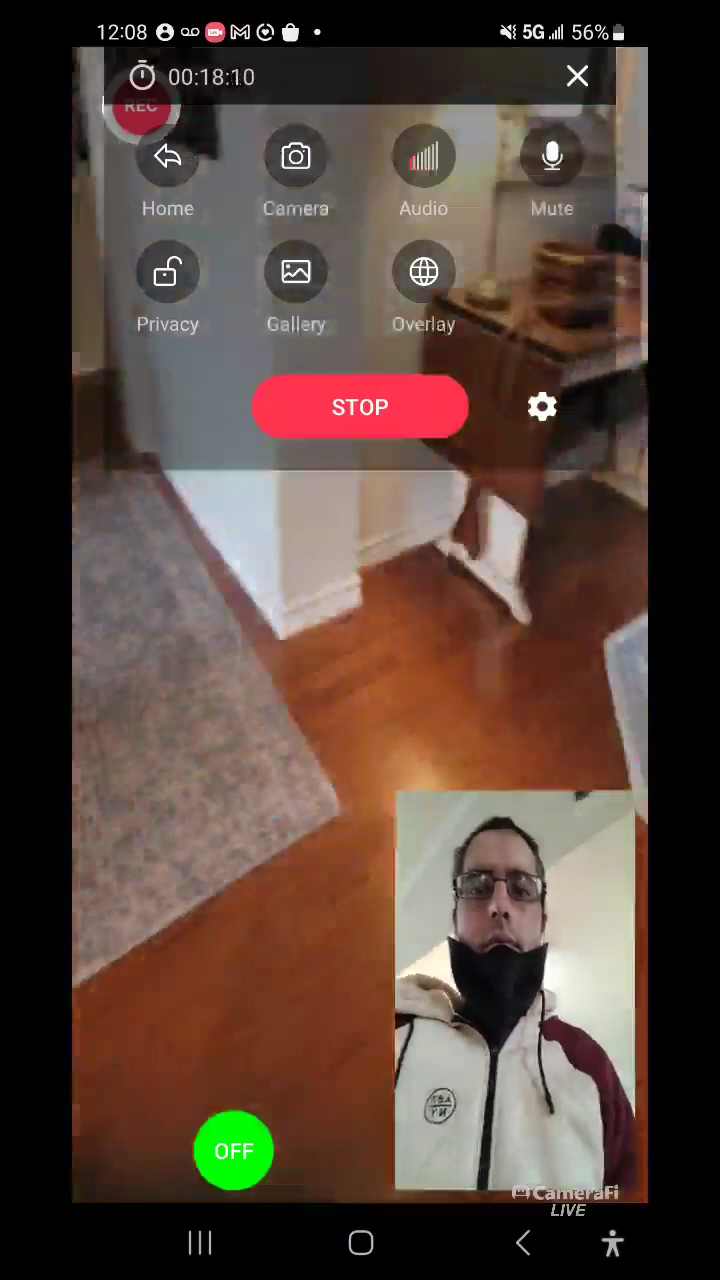 12:08 5G 56%
00:18:10
REC
Home Camera Audio Mute
Privacy Gallery Overlay
STOP
OFF
CameraFi
LIVE